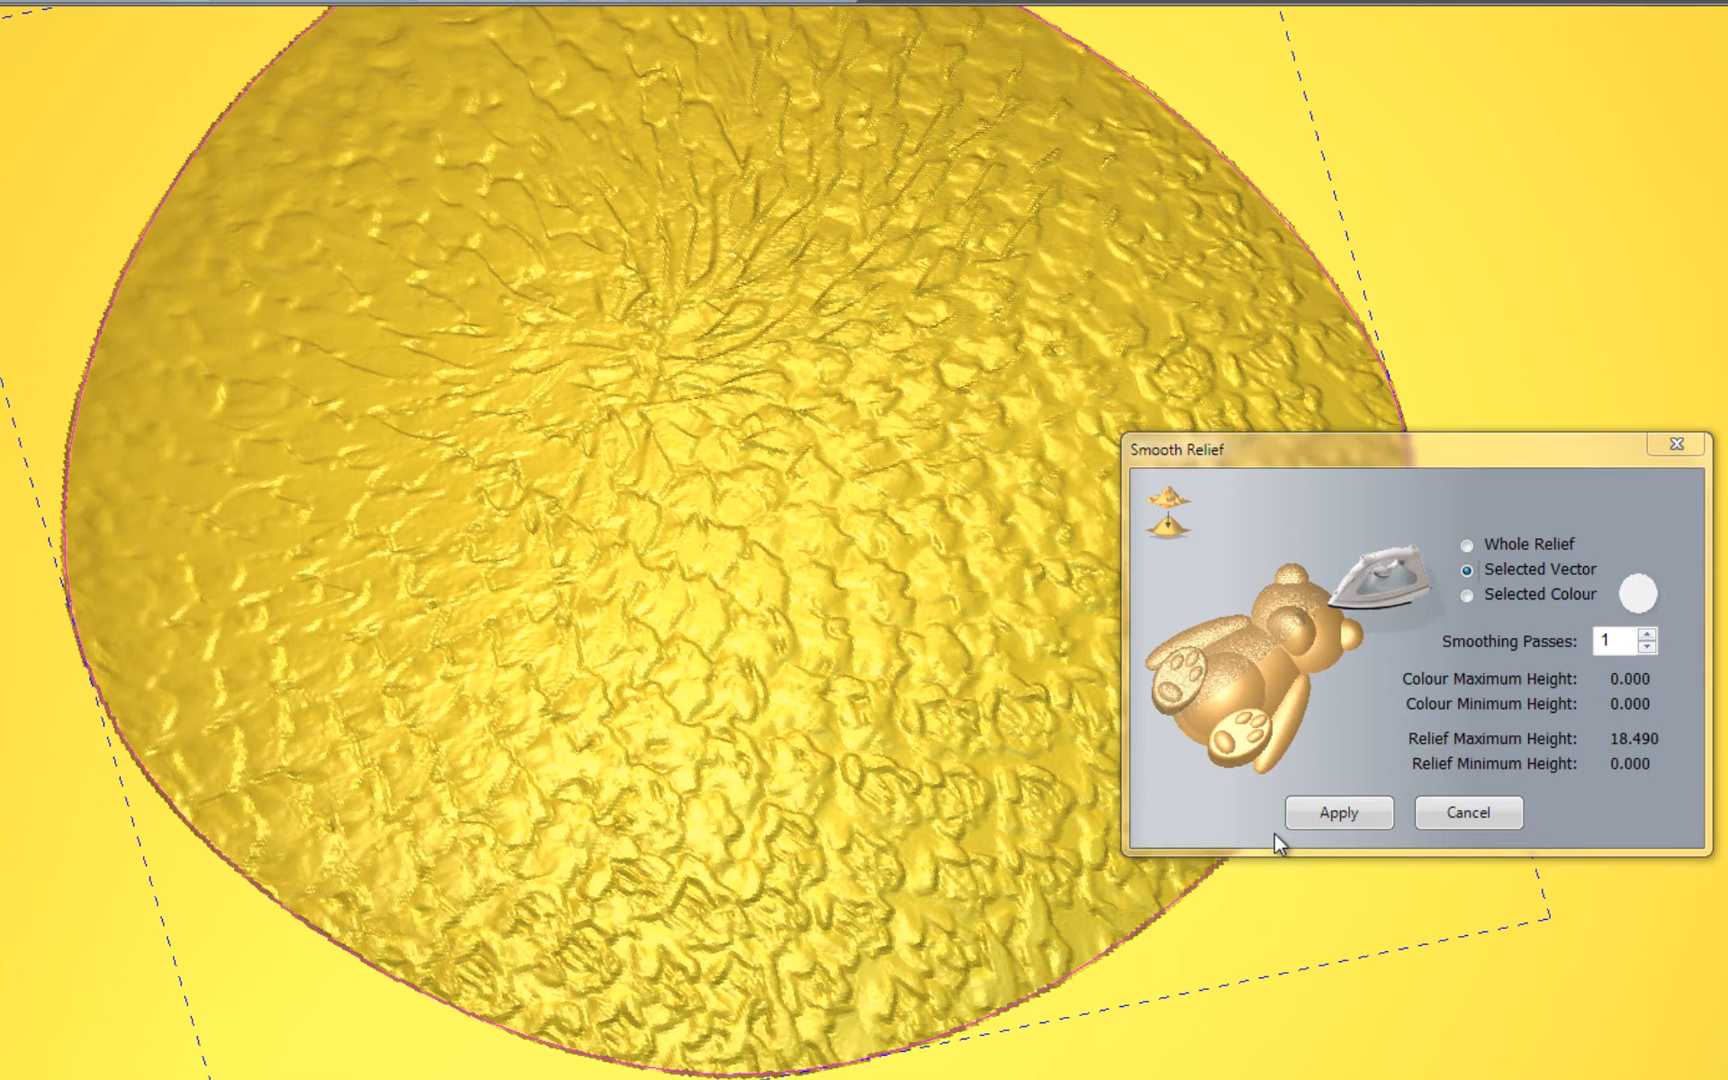 Smooth Relief
Whole Relief
Selected Vector
Selected Colour
Smoothing Passes: 1
Colour Maximum Height: 0.000
Colour Minimum Height: 0.000
Relief Maximum Height: 18.490
Relief Minimum Height: 0.000
Apply Cancel